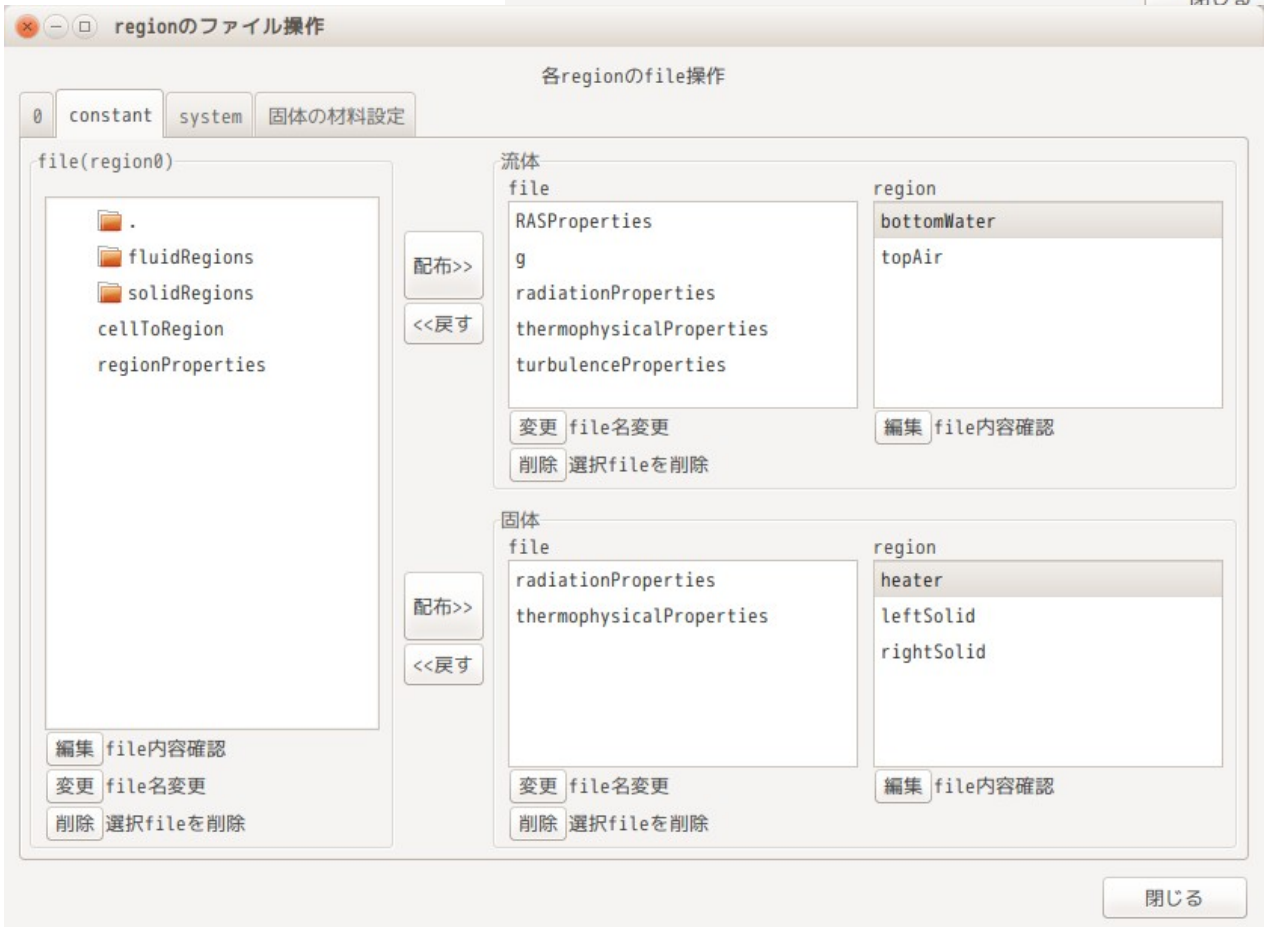 閉じる
regionのファイル操作
各regionのfile操作
0 constant system 固体の材料設定
file(region0)
.
fluidRegions
solidRegions
cellToRegion
regionProperties
編集 file内容確認
変更 file名変更
削除 選択fileを削除
配布>>
<<戻す
配布>>
<<戻す
流体
file
RASProperties
g
radiationProperties
thermophysicalProperties
turbulenceProperties
変更 file名変更
削除 選択fileを削除
region
bottomWater
topAir
編集 file内容確認
固体
file
radiationProperties
thermophysicalProperties
変更 file名変更
削除 選択fileを削除
region
heater
leftSolid
rightSolid
編集 file内容確認
閉じる